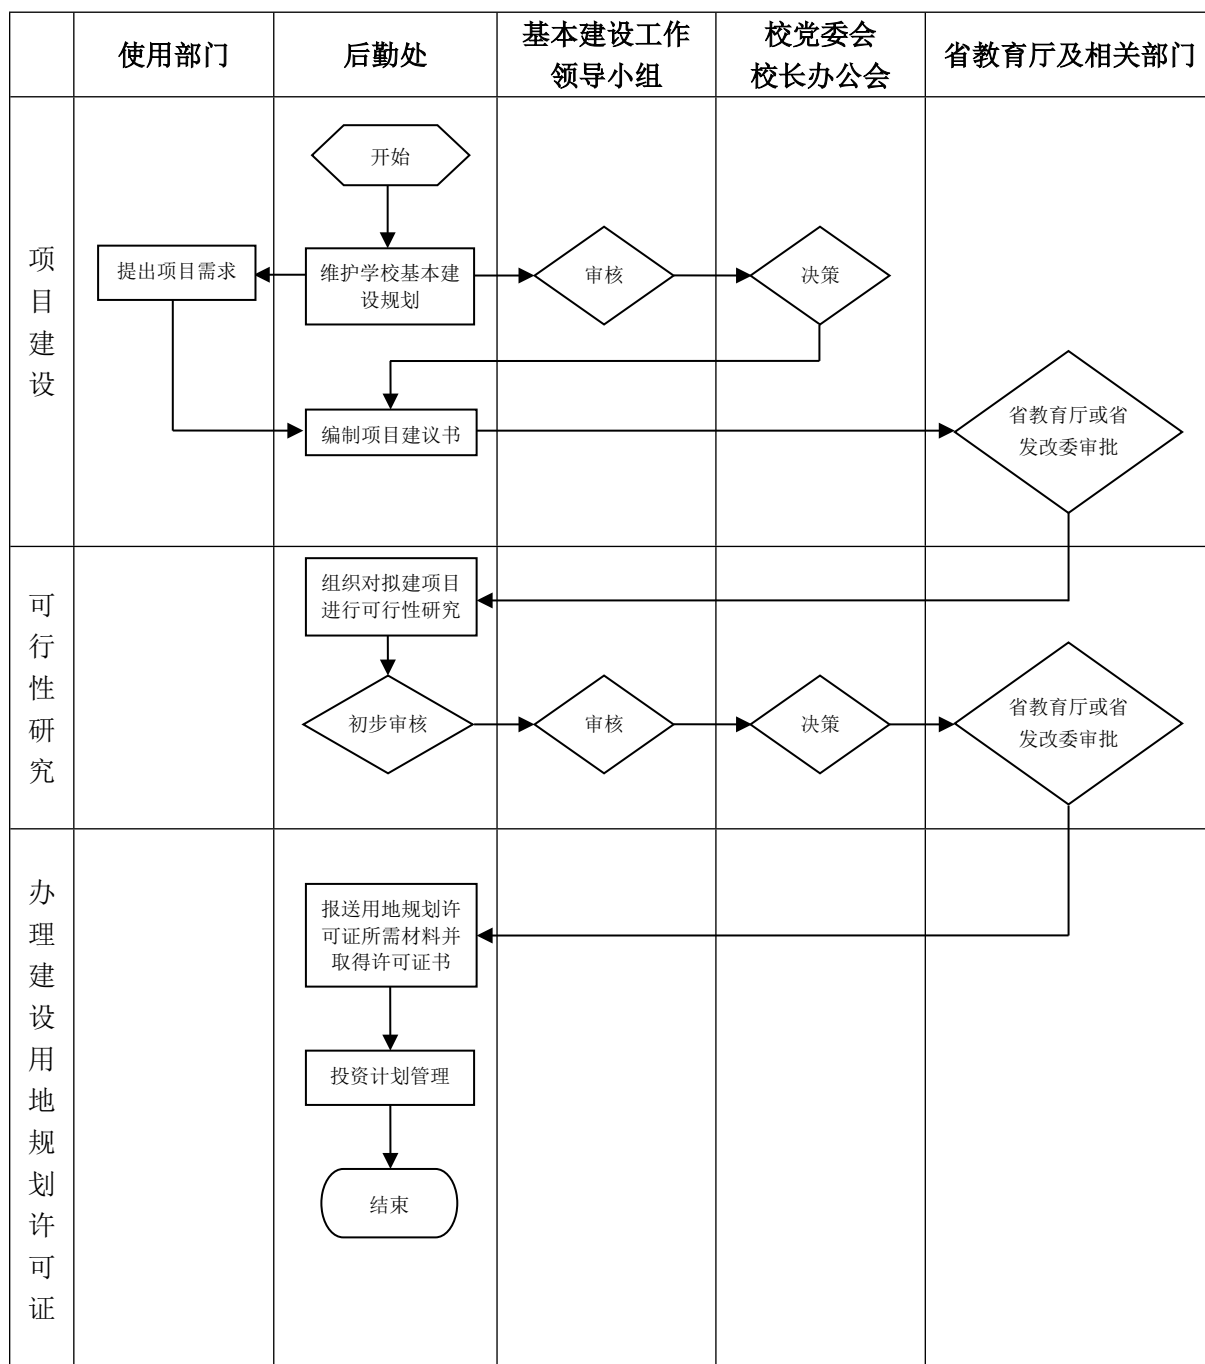 使用部门
后勤处
基本建设工作
领导小组
校党委会
校长办公会
省教育厅及相关部门
项
目
建
设
开始
提出项目需求
维护学校基本建
设规划
审核
决策
编制项目建议书
省教育厅或省
发改委审批
可
行
性
研
究
组织对拟建项目
进行可行性研究
初步审核
审核
决策
省教育厅或省
发改委审批
办
理
建
设
用
地
规
划
许
可
证
报送用地规划许
可证所需材料并
取得许可证书
投资计划管理
结束